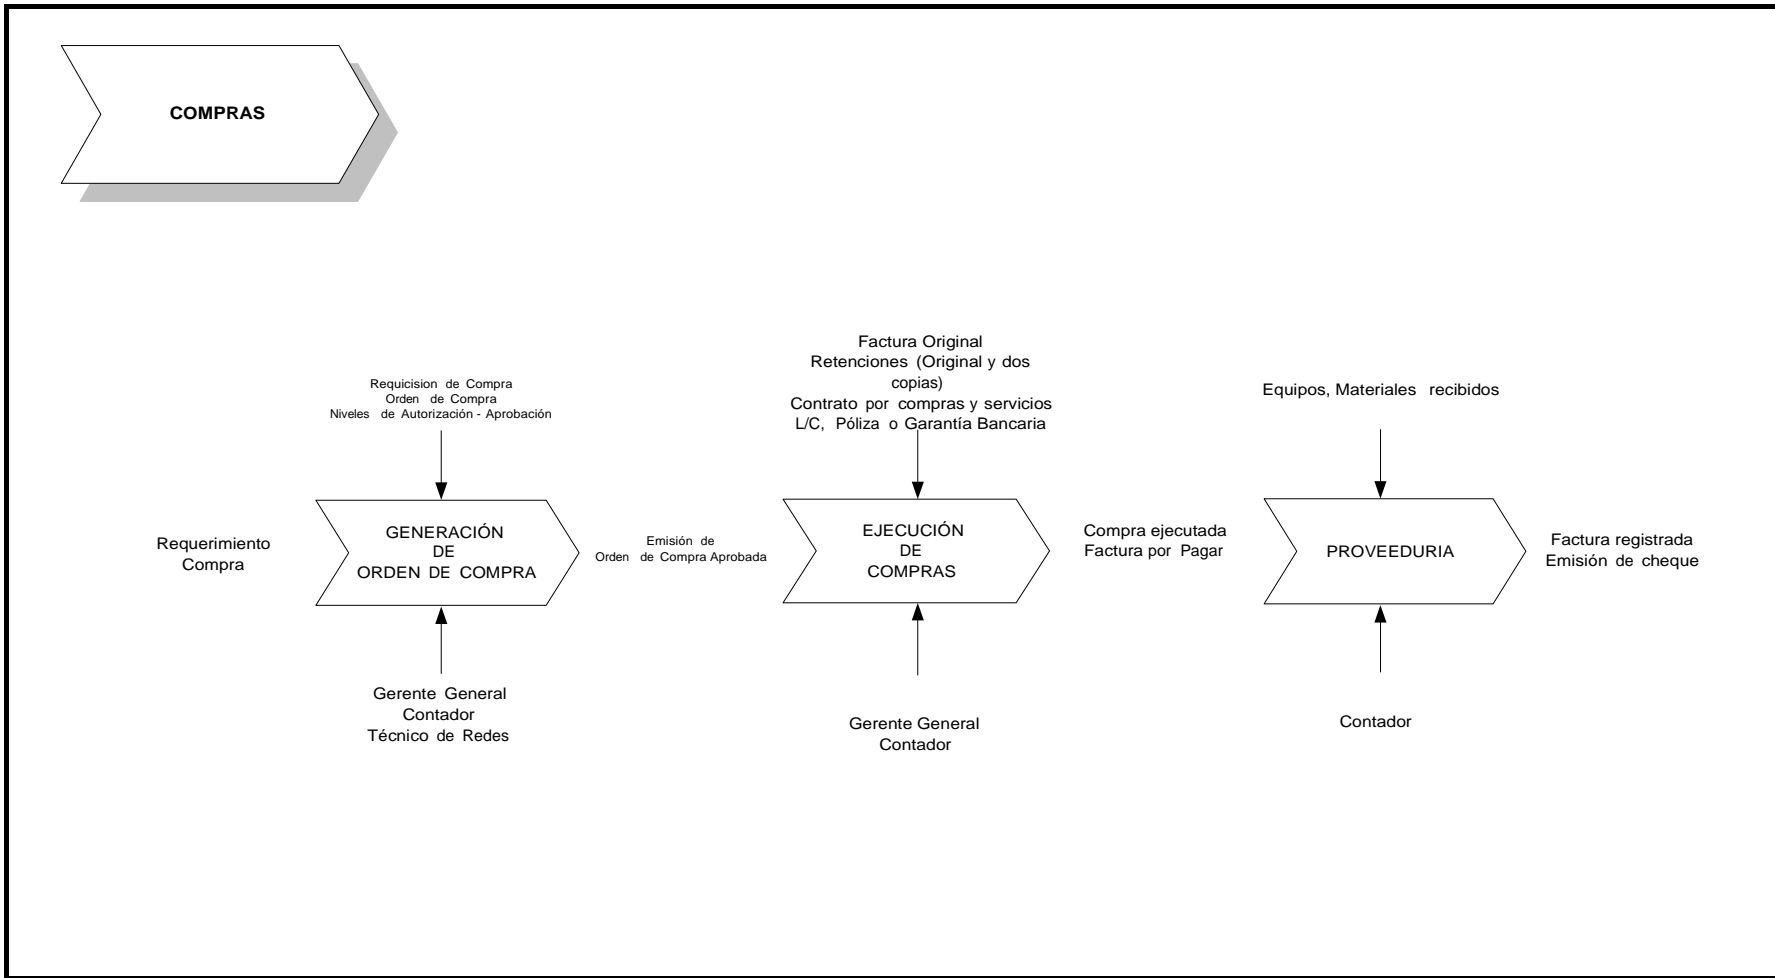 COMPRAS
Factura Original
Retenciones (Original y dos
copias)
Contrato por compras y servicios
L/C, Póliza o Garantía Bancaria
Requicision de Compra
Orden de Compra
Niveles de Autorización - Aprobación
Equipos, Materiales recibidos
Requerimiento
Compra
GENERACIÓN
DE
ORDEN DE COMPRA
Emisión de
Orden de Compra Aprobada
EJECUCIÓN
DE
COMPRAS
Compra ejecutada
Factura por Pagar
PROVEEDURIA
Factura registrada
Emisión de cheque
Gerente General
Contador
Técnico de Redes
Gerente General
Contador
Contador